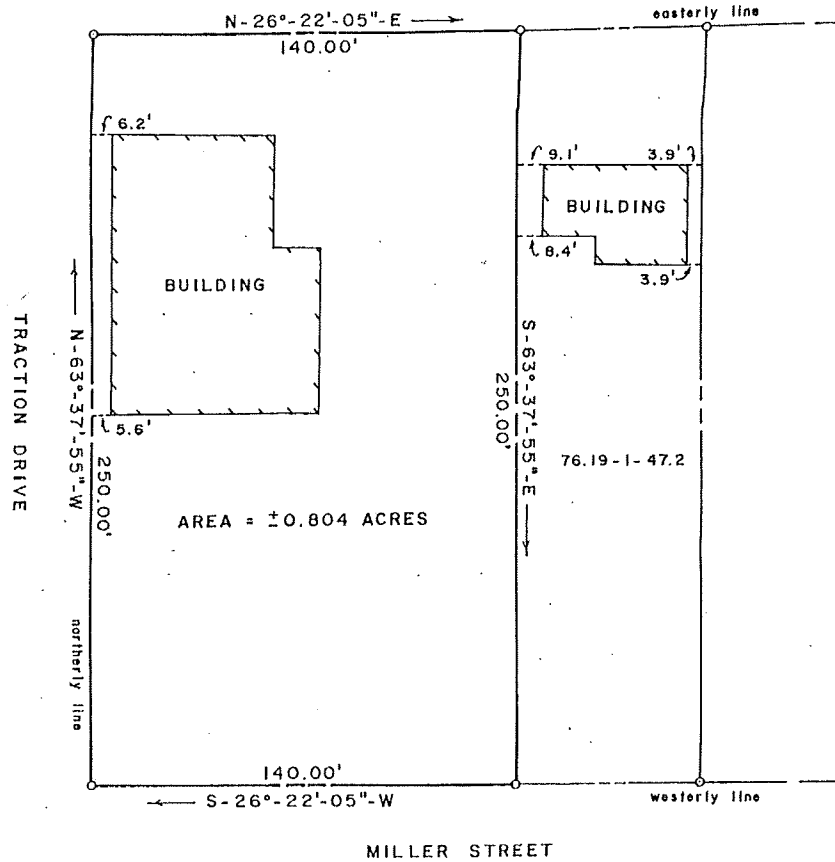 N-26°-22'-05"-E
140.00'
easterly line
6.2'
9.1'
3.9'
BUILDING
8.4'
3.9'
BUILDING
TRACTION DRIVE
N-63°-37'-55"-W
250.00'
S-63°-37'-55"-E
250.00'
76.19-1-47.2
5.6'
AREA = ±0.804 ACRES
northerly line
140.00'
S-26°-22'-05"-W
westerly line
MILLER STREET